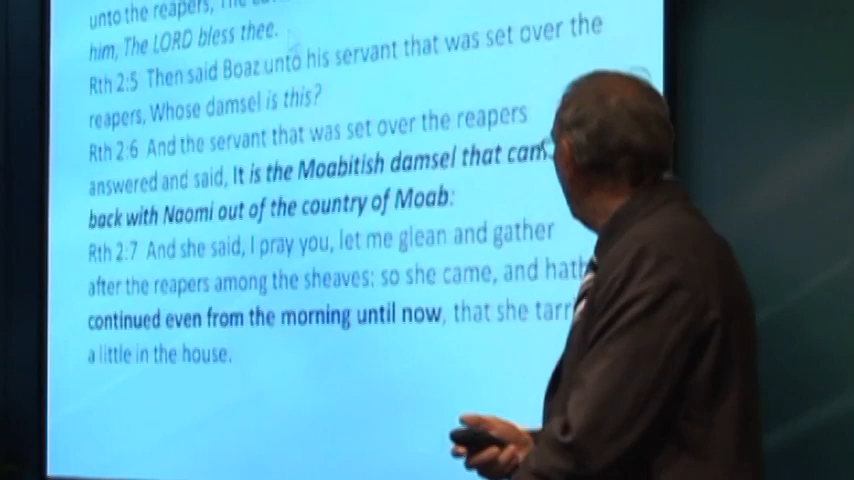 unto the reapers, The
him, The LORD bless thee.
Rth 2:5 Then said Boaz unto his servant that was set over the
reapers, Whose damsel is this?
Rth 2:6 And the servant that was set over the reapers
answered and said, It is the Moabitish damsel that
back with Naomi out of the country of Moab:
Rth 2:7 And she said, I pray you, let me glean and gather
after the reapers among the sheaves: so she came, and hath
continued even from the morning until now, that she
a little in the house.